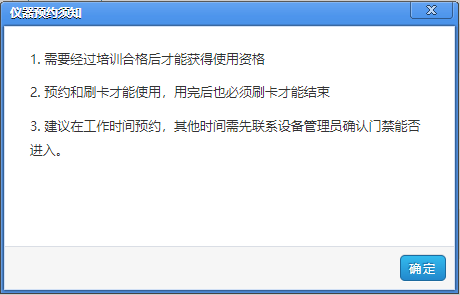 仪器预约须知
1. 需要经过培训合格后才能获得使用资格
2. 预约和刷卡才能使用，用完后也必须刷卡才能结束
3. 建议在工作时间预约，其他时间需先联系设备管理员确认门禁能否
进入。
确定